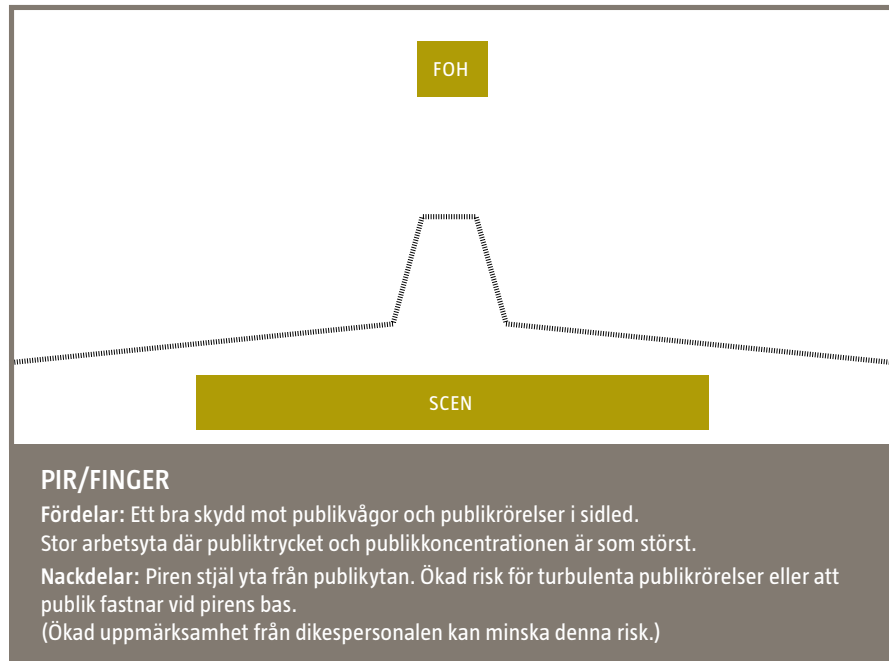 FOH
SCEN
PIR/FINGER
Fördelar: Ett bra skydd mot publikvågor och publikrörelser i sidled.
Stor arbetsyta där publiktrycket och publikkoncentrationen är som störst.
Nackdelar: Piren stjäl yta från publikytan. Ökad risk för turbulenta publikrörelser eller att
publik fastnar vid pirens bas.
(Ökad uppmärksamhet från dikespersonalen kan minska denna risk.)